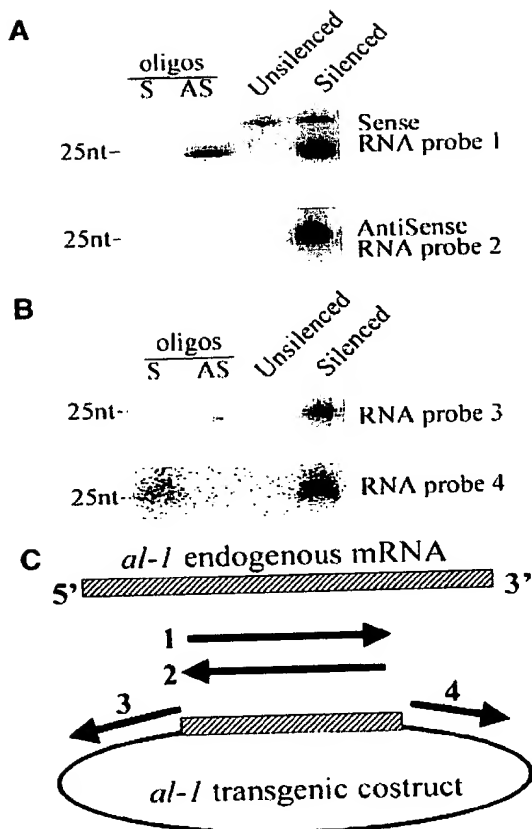 A
oligos
S AS
Unsilenced
Silenced
25nt-
Sense
RNA probe 1
25nt-
AntiSense
RNA probe 2
B
oligos
S AS
Unsilenced
Silenced
25nt-
RNA probe 3
25nt-
RNA probe 4
C
al-1 endogenous mRNA
5' 3'
1
2
3 4
al-1 transgenic costruct